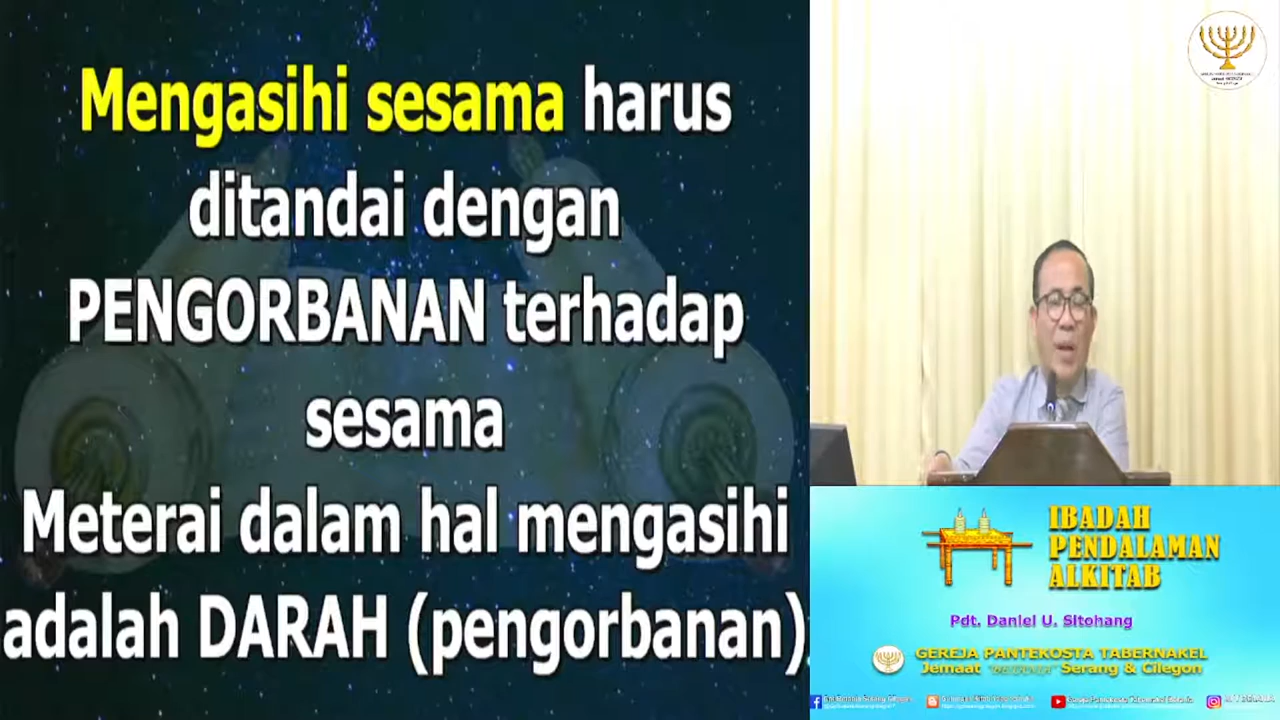 Mengasihi sesama harus
ditandai dengan
PENGORBANAN terhadap
sesama
Meterai dalam hal mengasihi
adalah DARAH (pengorbanan)
IBADAH
PENDALAMAN
ALKITAB
Pdt. Daniel U. Sitohang
GEREJA PANTEKOSTA TABERNAKEL
Jemaat Serang & Cilegon